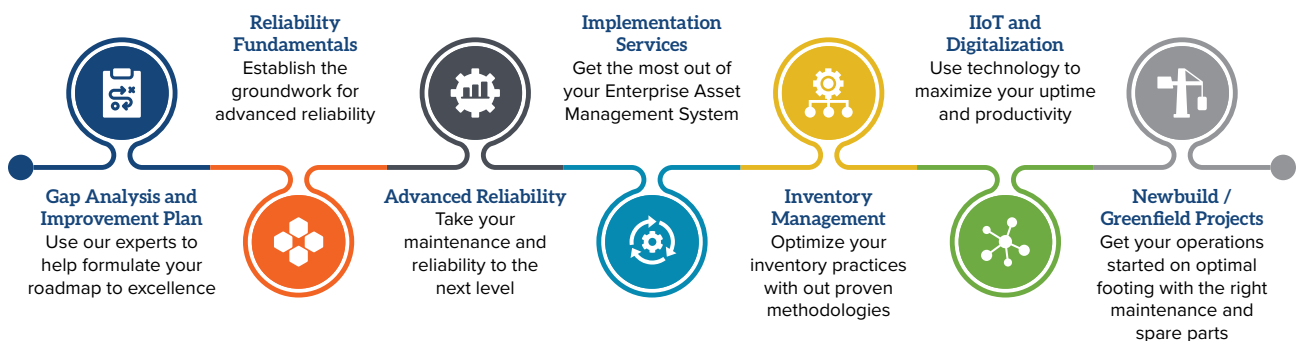 Reliability
Fundamentals
Establish the
groundwork for
advanced reliability
Implementation
Services
Get the most out of
your Enterprise Asset
Management System
IIoT and
Digitalization
Use technology to
maximize your uptime
and productivity
Gap Analysis and
Improvement Plan
Use our experts to
help formulate your
roadmap to excellence
Advanced Reliability
Take your
maintenance and
reliability to the
next level
Inventory
Management
Optimize your
inventory practices
with out proven
methodologies
Newbuild /
Greenfield Projects
Get your operations
started on optimal
footing with the right
maintenance and
spare parts